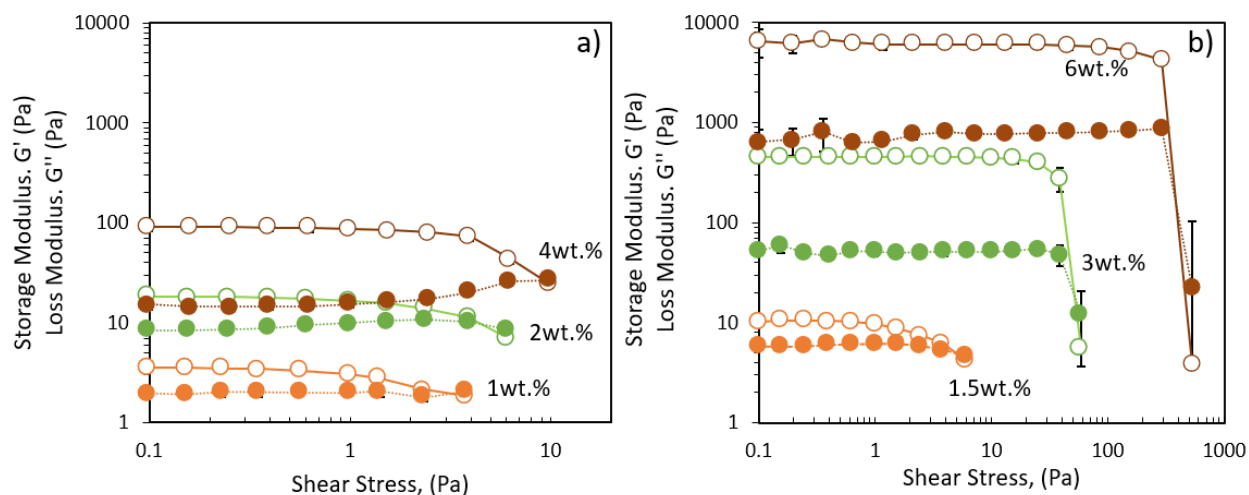 a)
10000
1000
100
10
1
0.1
1
10
Storage Modulus. G' (Pa)
Loss Modulus. G'' (Pa)
Shear Stress, (Pa)
4wt.%
2wt.%
1wt.%
b)
10000
1000
100
10
1
0.1
1
10
100
1000
Storage Modulus. G' (Pa)
Loss Modulus. G'' (Pa)
Shear Stress, (Pa)
6wt.%
3wt.%
1.5wt.%